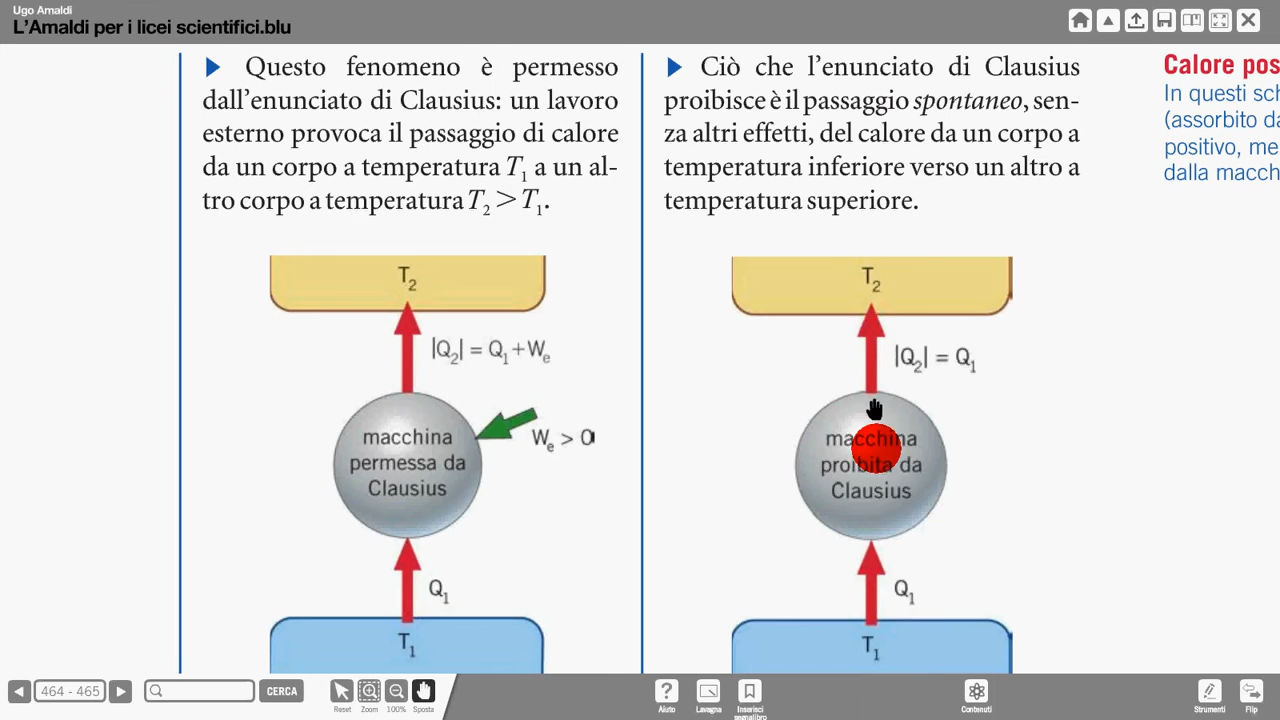 Ugo Amaldi
L'Amaldi per i licei scientifici.blu
Questo fenomeno è permesso
dall'enunciato di Clausius: un lavoro
esterno provoca il passaggio di calore
da un corpo a temperatura T₁ a un al-
tro corpo a temperatura T₂ > T₁.
T₂
|Q₂| = Q₁ + Wₑ
macchina
permessa da
Clausius
Wₑ > 0
Q₁
T₁
Ciò che l'enunciato di Clausius
proibisce è il passaggio spontaneo, sen-
za altri effetti, del calore da un corpo a
temperatura inferiore verso un altro a
temperatura superiore.
T₂
|Q₂| = Q₁
macchina
proibita da
Clausius
Q₁
T₁
Calore pos
In questi sch
(assorbito da
positivo, me
dalla macch
464 - 465
CERCA
Reset
Zoom
100%
Sposta
Aiuto
Lavagna
Inserisci
segnalibro
Contenuti
Strumenti
Flip